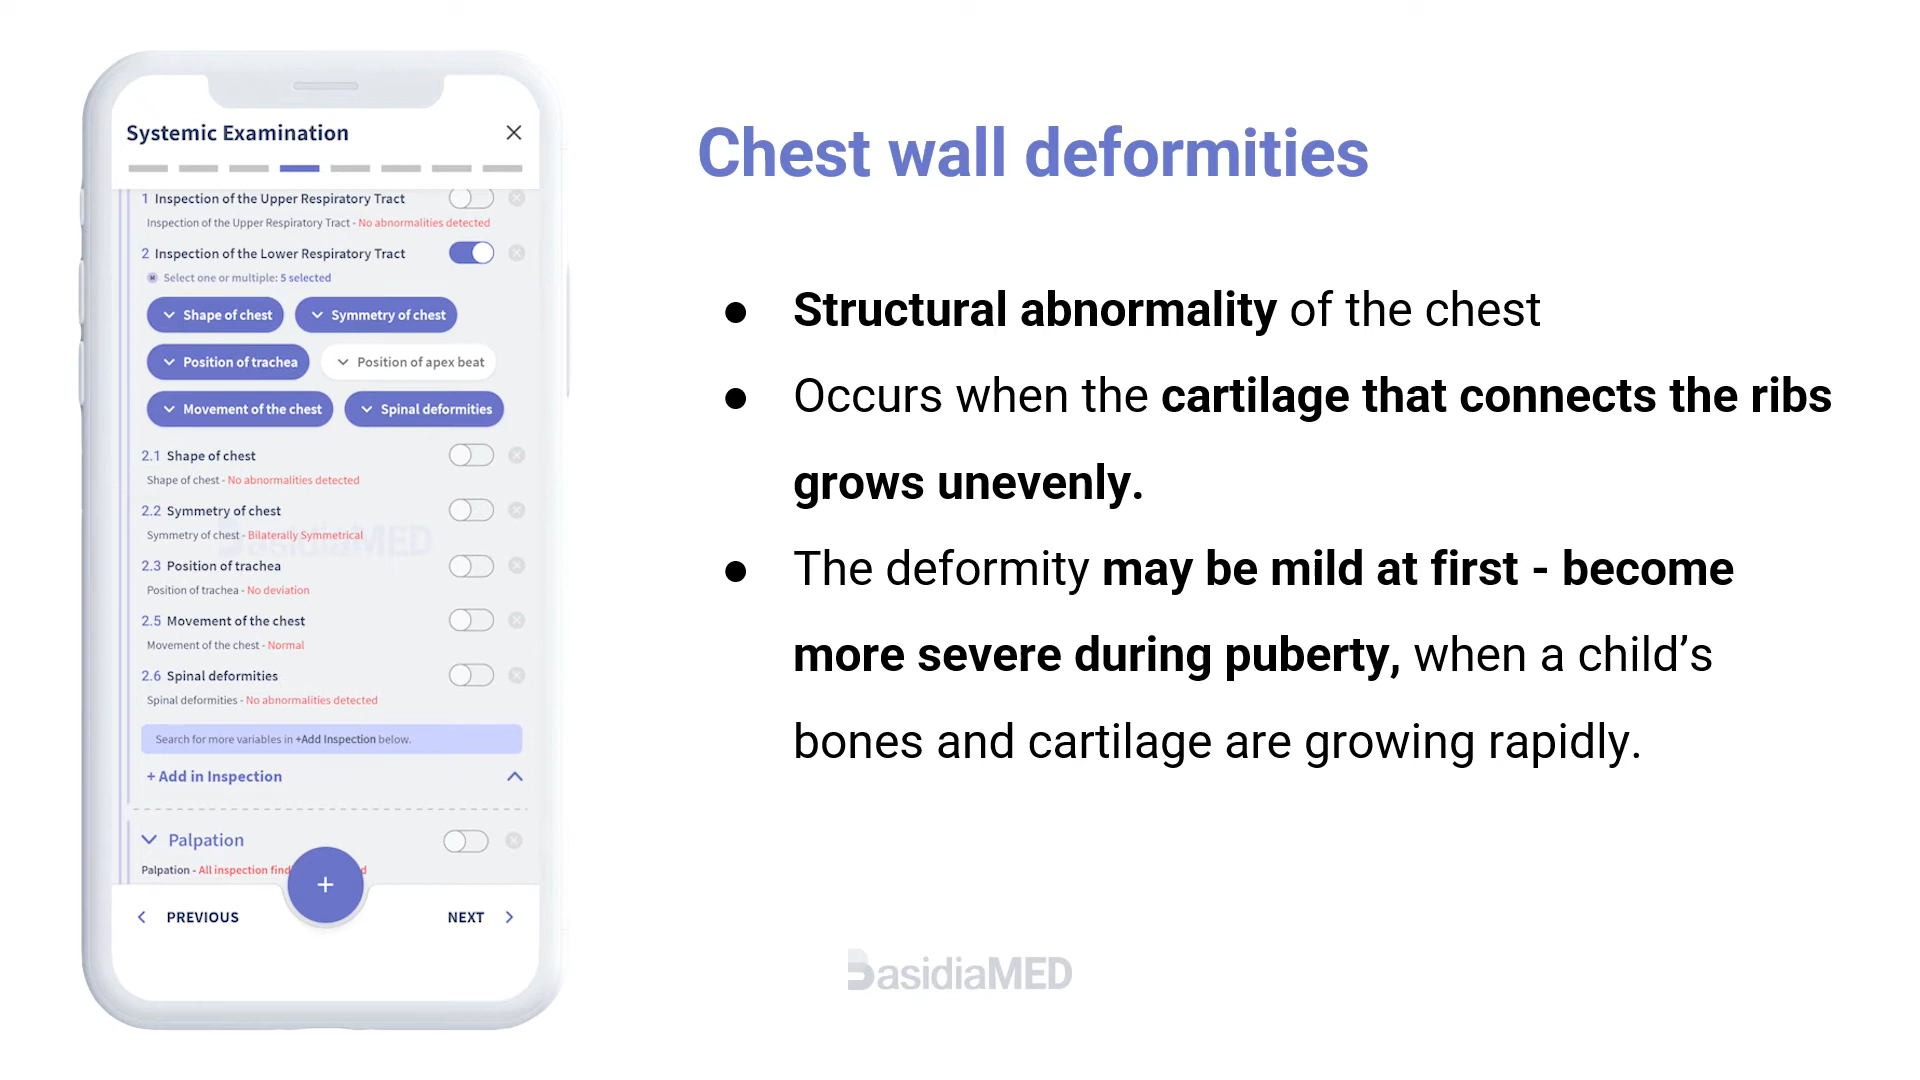 Systemic Examination
1 Inspection of the Upper Respiratory Tract
Inspection of the Upper Respiratory Tract - No abnormalities detected
2 Inspection of the Lower Respiratory Tract
Select one or multiple: 5 selected
Shape of chest
Symmetry of chest
Position of trachea
Position of apex beat
Movement of the chest
Spinal deformities
2.1 Shape of chest
Shape of chest - No abnormalities detected
2.2 Symmetry of chest
Symmetry of chest - Bilaterally Symmetrical
2.3 Position of trachea
Position of trachea - No deviation
2.5 Movement of the chest
Movement of the chest - Normal
2.6 Spinal deformities
Spinal deformities - No abnormalities detected
Search for more variables in +Add Inspection below.
+ Add in Inspection
Palpation
Palpation - All inspection find
PREVIOUS
NEXT
Chest wall deformities
● Structural abnormality of the chest
● Occurs when the cartilage that connects the ribs
grows unevenly.
● The deformity may be mild at first - become
more severe during puberty, when a child’s
bones and cartilage are growing rapidly.
BasidiaMED